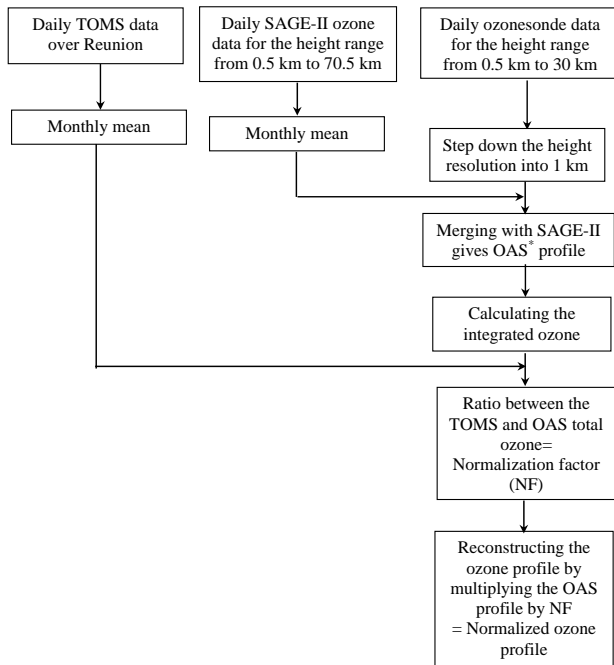 Daily TOMS data
over Reunion
Daily SAGE-II ozone
data for the height range
from 0.5 km to 70.5 km
Daily ozonesonde data
for the height range
from 0.5 km to 30 km
Monthly mean
Monthly mean
Step down the height
resolution into 1 km
Merging with SAGE-II
gives OAS* profile
Calculating the
integrated ozone
Ratio between the
TOMS and OAS total
ozone=
Normalization factor
(NF)
Reconstructing the
ozone profile by
multiplying the OAS
profile by NF
= Normalized ozone
profile